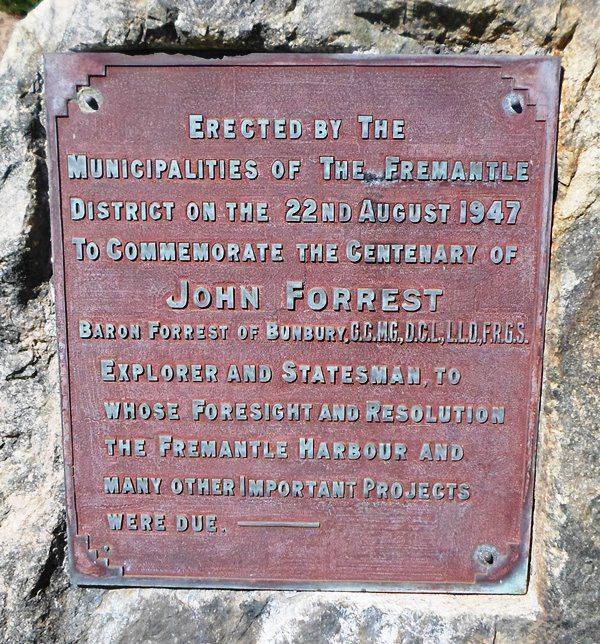 Erected by The
Municipalities of The Fremantle
District on the 22nd August 1947
To Commemorate the Centenary of
John Forrest
Baron Forrest of Bunbury, G.C.M.G., D.C.L., L.L.D, F.R.G.S.
Explorer and Statesman, to
whose Foresight and Resolution
the Fremantle Harbour and
many other Important Projects
were due.